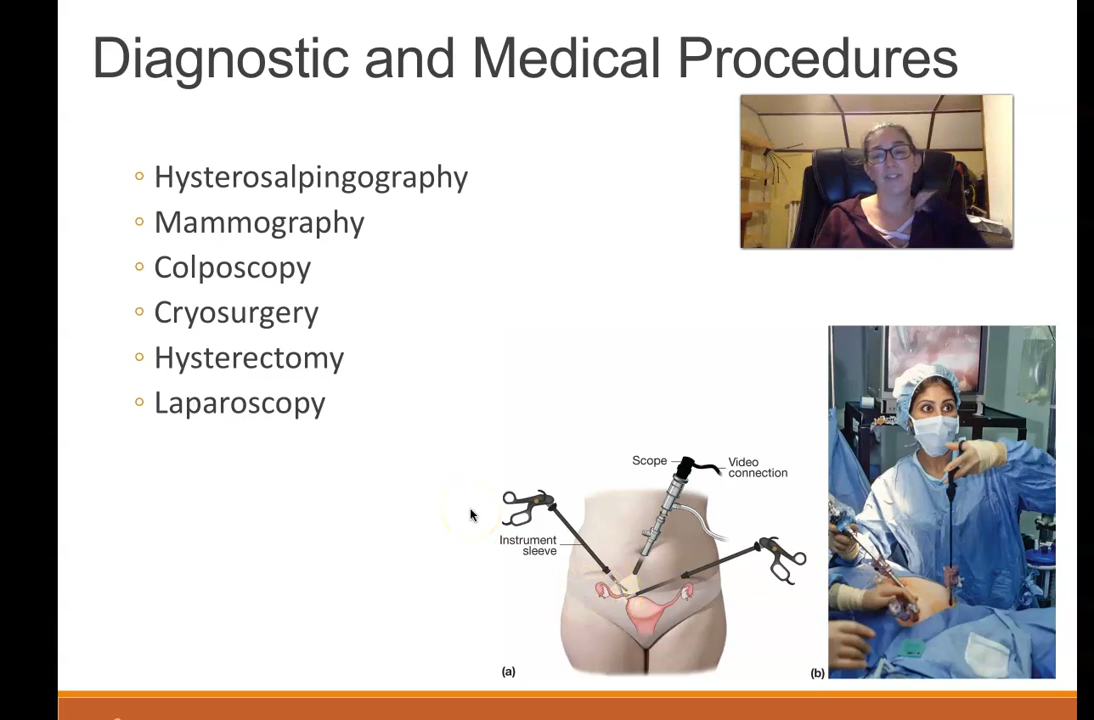 Diagnostic and Medical Procedures
Hysterosalpingography
Mammography
Colposcopy
Cryosurgery
Hysterectomy
Laparoscopy
Scope
Video
connection
Instrument
sleeve
(a)
(b)